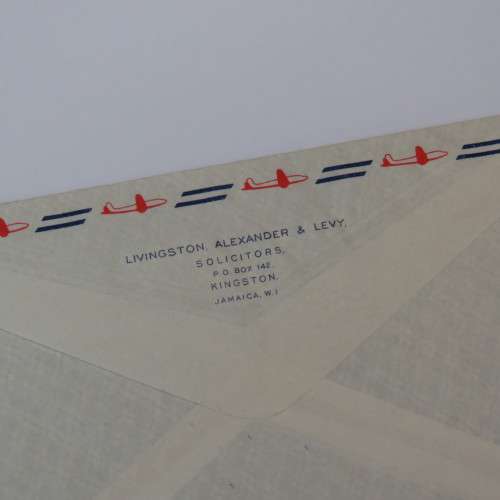 LIVINGSTON, ALEXANDER & LEVY,
SOLICITORS,
P.O. BOX 142,
KINGSTON,
JAMAICA, W.I.